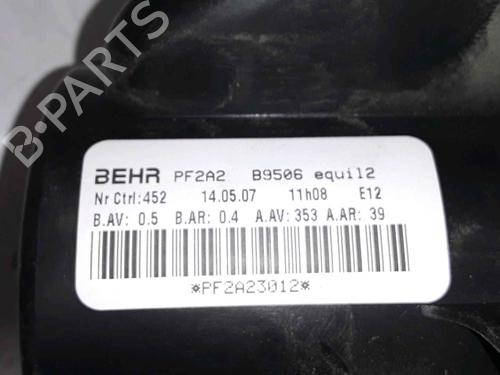 B-PARTS
BEHR PF2A2 B9506 equil2
Nr Ctrl:452 14.05.07 11h08 E12
B.AV: 0.5 B.AR: 0.4 A.AV: 353 A.AR: 39
*PF2A23012*